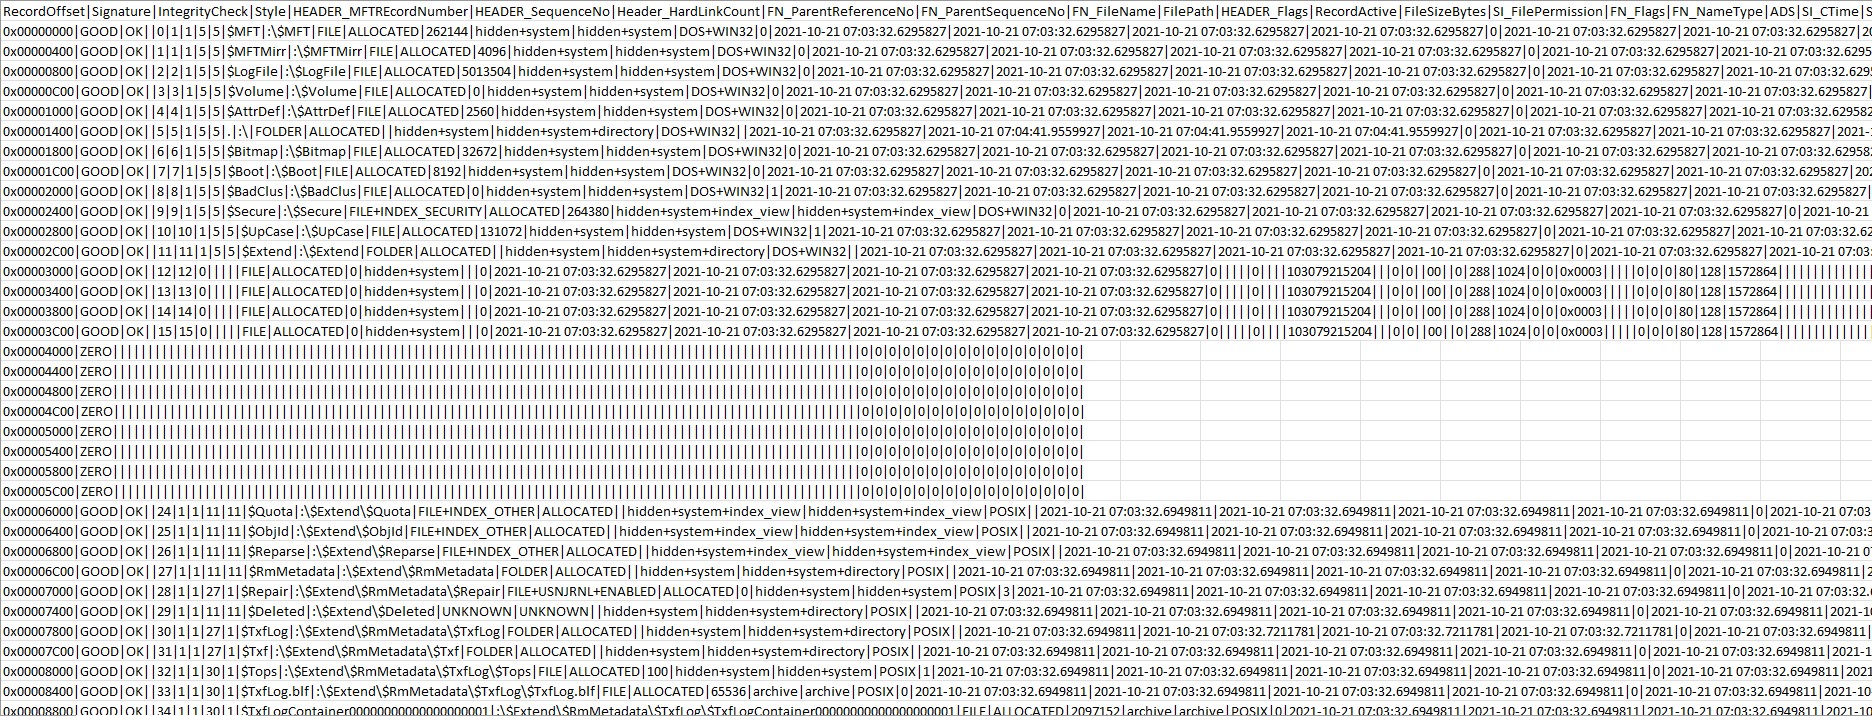 RecordOffset|Signature|IntegrityCheck|Style|HEADER_MFTREcordNumber|HEADER_SequenceNo|Header_HardLinkCount|FN_ParentReferenceNo|FN_ParentSequenceNo|FN_FileName|FilePath|HEADER_Flags|RecordActive|FileSizeBytes|SI_FilePermission|FN_Flags|FN_NameType|ADS|SI_CTime|S
0x00000000|GOOD|OK||0|1|1|5|5|$MFT|:\$MFT|FILE|ALLOCATED|262144|hidden+system|hidden+system|DOS+WIN32|0|2021-10-21 07:03:32.6295827|2021-10-21 07:03:32.6295827|2021-10-21 07:03:32.6295827|2021-10-21 07:03:32.6295827|0|2021-10-21 07:03:32.6295827|2021-10-21 07:03:32.6295827|20
0x00000400|GOOD|OK||1|1|1|5|5|$MFTMirr|:\$MFTMirr|FILE|ALLOCATED|4096|hidden+system|hidden+system|DOS+WIN32|0|2021-10-21 07:03:32.6295827|2021-10-21 07:03:32.6295827|2021-10-21 07:03:32.6295827|2021-10-21 07:03:32.6295827|0|2021-10-21 07:03:32.6295827|2021-10-21 07:03:32.6295
0x00000800|GOOD|OK||2|2|1|5|5|$LogFile|:\$LogFile|FILE|ALLOCATED|5013504|hidden+system|hidden+system|DOS+WIN32|0|2021-10-21 07:03:32.6295827|2021-10-21 07:03:32.6295827|2021-10-21 07:03:32.6295827|2021-10-21 07:03:32.6295827|0|2021-10-21 07:03:32.6295827|2021-10-21 07:03:32.629
0x00000C00|GOOD|OK||3|3|1|5|5|$Volume|:\$Volume|FILE|ALLOCATED|0|hidden+system|hidden+system|DOS+WIN32|0|2021-10-21 07:03:32.6295827|2021-10-21 07:03:32.6295827|2021-10-21 07:03:32.6295827|2021-10-21 07:03:32.6295827|0|2021-10-21 07:03:32.6295827|2021-10-21 07:03:32.6295827|
0x00001000|GOOD|OK||4|4|1|5|5|$AttrDef|:\$AttrDef|FILE|ALLOCATED|2560|hidden+system|hidden+system|DOS+WIN32|0|2021-10-21 07:03:32.6295827|2021-10-21 07:03:32.6295827|2021-10-21 07:03:32.6295827|2021-10-21 07:03:32.6295827|0|2021-10-21 07:03:32.6295827|2021-10-21 07:03:32.62958
0x00001400|GOOD|OK||5|5|1|5|5|.|:\|FOLDER|ALLOCATED||hidden+system|hidden+system+directory|DOS+WIN32||2021-10-21 07:03:32.6295827|2021-10-21 07:04:41.9559927|2021-10-21 07:04:41.9559927|2021-10-21 07:04:41.9559927|0|2021-10-21 07:03:32.6295827|2021-10-21 07:03:32.6295827|2021-
0x00001800|GOOD|OK||6|6|1|5|5|$Bitmap|:\$Bitmap|FILE|ALLOCATED|32672|hidden+system|hidden+system|DOS+WIN32|0|2021-10-21 07:03:32.6295827|2021-10-21 07:03:32.6295827|2021-10-21 07:03:32.6295827|2021-10-21 07:03:32.6295827|0|2021-10-21 07:03:32.6295827|2021-10-21 07:03:32.62958
0x00001C00|GOOD|OK||7|7|1|5|5|$Boot|:\$Boot|FILE|ALLOCATED|8192|hidden+system|hidden+system|DOS+WIN32|0|2021-10-21 07:03:32.6295827|2021-10-21 07:03:32.6295827|2021-10-21 07:03:32.6295827|2021-10-21 07:03:32.6295827|0|2021-10-21 07:03:32.6295827|2021-10-21 07:03:32.6295827|202
0x00002000|GOOD|OK||8|8|1|5|5|$BadClus|:\$BadClus|FILE|ALLOCATED|0|hidden+system|hidden+system|DOS+WIN32|1|2021-10-21 07:03:32.6295827|2021-10-21 07:03:32.6295827|2021-10-21 07:03:32.6295827|2021-10-21 07:03:32.6295827|0|2021-10-21 07:03:32.6295827|2021-10-21 07:03:32.6295827|
0x00002400|GOOD|OK||9|9|1|5|5|$Secure|:\$Secure|FILE+INDEX_SECURITY|ALLOCATED|264380|hidden+system+index_view|hidden+system+index_view|DOS+WIN32|0|2021-10-21 07:03:32.6295827|2021-10-21 07:03:32.6295827|2021-10-21 07:03:32.6295827|2021-10-21 07:03:32.6295827|0|2021-10-21
0x00002800|GOOD|OK||10|10|1|5|5|$UpCase|:\$UpCase|FILE|ALLOCATED|131072|hidden+system|hidden+system|DOS+WIN32|1|2021-10-21 07:03:32.6295827|2021-10-21 07:03:32.6295827|2021-10-21 07:03:32.6295827|2021-10-21 07:03:32.6295827|0|2021-10-21 07:03:32.6295827|2021-10-21 07:03:32.62
0x00002C00|GOOD|OK||11|11|1|5|5|$Extend|:\$Extend|FOLDER|ALLOCATED||hidden+system|hidden+system+directory|DOS+WIN32||2021-10-21 07:03:32.6295827|2021-10-21 07:03:32.6295827|2021-10-21 07:03:32.6295827|2021-10-21 07:03:32.6295827|0|2021-10-21 07:03:32.6295827|2021-10-21 07:03
0x00003000|GOOD|OK||12|12|0|||||FILE|ALLOCATED|0|hidden+system|||0|2021-10-21 07:03:32.6295827|2021-10-21 07:03:32.6295827|2021-10-21 07:03:32.6295827|2021-10-21 07:03:32.6295827|0|||||0||||103079215204|||0|0||00||0|288|1024|0|0|0x0003|||||0|0|0|80|128|1572864||||||||||||
0x00003400|GOOD|OK||13|13|0|||||FILE|ALLOCATED|0|hidden+system|||0|2021-10-21 07:03:32.6295827|2021-10-21 07:03:32.6295827|2021-10-21 07:03:32.6295827|2021-10-21 07:03:32.6295827|0|||||0||||103079215204|||0|0||00||0|288|1024|0|0|0x0003|||||0|0|0|80|128|1572864||||||||||||
0x00003800|GOOD|OK||14|14|0|||||FILE|ALLOCATED|0|hidden+system|||0|2021-10-21 07:03:32.6295827|2021-10-21 07:03:32.6295827|2021-10-21 07:03:32.6295827|2021-10-21 07:03:32.6295827|0|||||0||||103079215204|||0|0||00||0|288|1024|0|0|0x0003|||||0|0|0|80|128|1572864||||||||||||
0x00003C00|GOOD|OK||15|15|0|||||FILE|ALLOCATED|0|hidden+system|||0|2021-10-21 07:03:32.6295827|2021-10-21 07:03:32.6295827|2021-10-21 07:03:32.6295827|2021-10-21 07:03:32.6295827|0|||||0||||103079215204|||0|0||00||0|288|1024|0|0|0x0003|||||0|0|0|80|128|1572864||||||||||||
0x00004000|ZERO||||||||||||||||||||||||||||||||||||||||||||||||||||||||||||||||||||||||||||||||||||||||||||||||||||||||||0|0|0|0|0|0|0|0|0|0|0|0|0|0|0|0|
0x00004400|ZERO||||||||||||||||||||||||||||||||||||||||||||||||||||||||||||||||||||||||||||||||||||||||||||||||||||||||||0|0|0|0|0|0|0|0|0|0|0|0|0|0|0|0|
0x00004800|ZERO||||||||||||||||||||||||||||||||||||||||||||||||||||||||||||||||||||||||||||||||||||||||||||||||||||||||||0|0|0|0|0|0|0|0|0|0|0|0|0|0|0|0|
0x00004C00|ZERO||||||||||||||||||||||||||||||||||||||||||||||||||||||||||||||||||||||||||||||||||||||||||||||||||||||||||0|0|0|0|0|0|0|0|0|0|0|0|0|0|0|0|
0x00005000|ZERO||||||||||||||||||||||||||||||||||||||||||||||||||||||||||||||||||||||||||||||||||||||||||||||||||||||||||0|0|0|0|0|0|0|0|0|0|0|0|0|0|0|0|
0x00005400|ZERO||||||||||||||||||||||||||||||||||||||||||||||||||||||||||||||||||||||||||||||||||||||||||||||||||||||||||0|0|0|0|0|0|0|0|0|0|0|0|0|0|0|0|
0x00005800|ZERO||||||||||||||||||||||||||||||||||||||||||||||||||||||||||||||||||||||||||||||||||||||||||||||||||||||||||0|0|0|0|0|0|0|0|0|0|0|0|0|0|0|0|
0x00005C00|ZERO||||||||||||||||||||||||||||||||||||||||||||||||||||||||||||||||||||||||||||||||||||||||||||||||||||||||||0|0|0|0|0|0|0|0|0|0|0|0|0|0|0|0|
0x00006000|GOOD|OK||24|1|1|11|11|$Quota|:\$Extend\$Quota|FILE+INDEX_OTHER|ALLOCATED||hidden+system+index_view|hidden+system+index_view|POSIX||2021-10-21 07:03:32.6949811|2021-10-21 07:03:32.6949811|2021-10-21 07:03:32.6949811|2021-10-21 07:03:32.6949811|0|2021-10-21 07:03
0x00006400|GOOD|OK||25|1|1|11|11|$ObjId|:\$Extend\$ObjId|FILE+INDEX_OTHER|ALLOCATED||hidden+system+index_view|hidden+system+index_view|POSIX||2021-10-21 07:03:32.6949811|2021-10-21 07:03:32.6949811|2021-10-21 07:03:32.6949811|2021-10-21 07:03:32.6949811|0|2021-10-21 07:03:
0x00006800|GOOD|OK||26|1|1|11|11|$Reparse|:\$Extend\$Reparse|FILE+INDEX_OTHER|ALLOCATED||hidden+system+index_view|hidden+system+index_view|POSIX||2021-10-21 07:03:32.6949811|2021-10-21 07:03:32.6949811|2021-10-21 07:03:32.6949811|2021-10-21 07:03:32.6949811|0|2021-10-21 07
0x00006C00|GOOD|OK||27|1|1|11|11|$RmMetadata|:\$Extend\$RmMetadata|FOLDER|ALLOCATED||hidden+system|hidden+system+directory|POSIX||2021-10-21 07:03:32.6949811|2021-10-21 07:03:32.6949811|2021-10-21 07:03:32.6949811|2021-10-21 07:03:32.6949811|0|2021-10-21 07:03:32.6949811|2
0x00007000|GOOD|OK||28|1|1|27|1|$Repair|:\$Extend\$RmMetadata\$Repair|FILE+USNJRNL+ENABLED|ALLOCATED|0|hidden+system|hidden+system|POSIX|3|2021-10-21 07:03:32.6949811|2021-10-21 07:03:32.6949811|2021-10-21 07:03:32.6949811|2021-10-21 07:03:32.6949811|0|2021-10-21 07:03:32.6
0x00007400|GOOD|OK||29|1|1|11|11|$Deleted|:\$Extend\$Deleted|UNKNOWN|UNKNOWN||hidden+system|hidden+system+directory|POSIX||2021-10-21 07:03:32.6949811|2021-10-21 07:03:32.6949811|2021-10-21 07:03:32.6949811|2021-10-21 07:03:32.6949811|0|2021-10-21 07:03:32.6949811|2021-
0x00007800|GOOD|OK||30|1|1|27|1|$TxfLog|:\$Extend\$RmMetadata\$TxfLog|FOLDER|ALLOCATED||hidden+system|hidden+system+directory|POSIX||2021-10-21 07:03:32.6949811|2021-10-21 07:03:32.7211781|2021-10-21 07:03:32.7211781|2021-10-21 07:03:32.7211781|0|2021-10-21 07:03:32.6949811|
0x00007C00|GOOD|OK||31|1|1|27|1|$Txf|:\$Extend\$RmMetadata\$Txf|FOLDER|ALLOCATED||hidden+system|hidden+system+directory|POSIX||2021-10-21 07:03:32.6949811|2021-10-21 07:03:32.6949811|2021-10-21 07:03:32.6949811|2021-10-21 07:03:32.6949811|0|2021-10-21 07:03:32.6949811|2021-1
0x00008000|GOOD|OK||32|1|1|30|1|$Tops|:\$Extend\$RmMetadata\$TxfLog\$Tops|FILE|ALLOCATED|100|hidden+system|hidden+system|POSIX|1|2021-10-21 07:03:32.6949811|2021-10-21 07:03:32.6949811|2021-10-21 07:03:32.6949811|2021-10-21 07:03:32.6949811|0|2021-10-21 07:03:32.6949811|2021
0x00008400|GOOD|OK||33|1|1|30|1|$TxfLog.blf|:\$Extend\$RmMetadata\$TxfLog\$TxfLog.blf|FILE|ALLOCATED|65536|archive|archive|POSIX|0|2021-10-21 07:03:32.6949811|2021-10-21 07:03:32.6949811|2021-10-21 07:03:32.6949811|2021-10-21 07:03:32.6949811|0|2021-10-21 07:03:32.6949811|20
0x00008800|GOOD|OK||34|1|1|30|1|$TxfLogContainer00000000000000000001|:\$Extend\$RmMetadata\$TxfLog\$TxfLogContainer00000000000000000001|FILE|ALLOCATED|2097152|archive|archive|POSIX|0|2021-10-21 07:03:32.6949811|2021-10-21 07:03:32.6949811|2021-10-21 07:03:32.6949811|2021-1